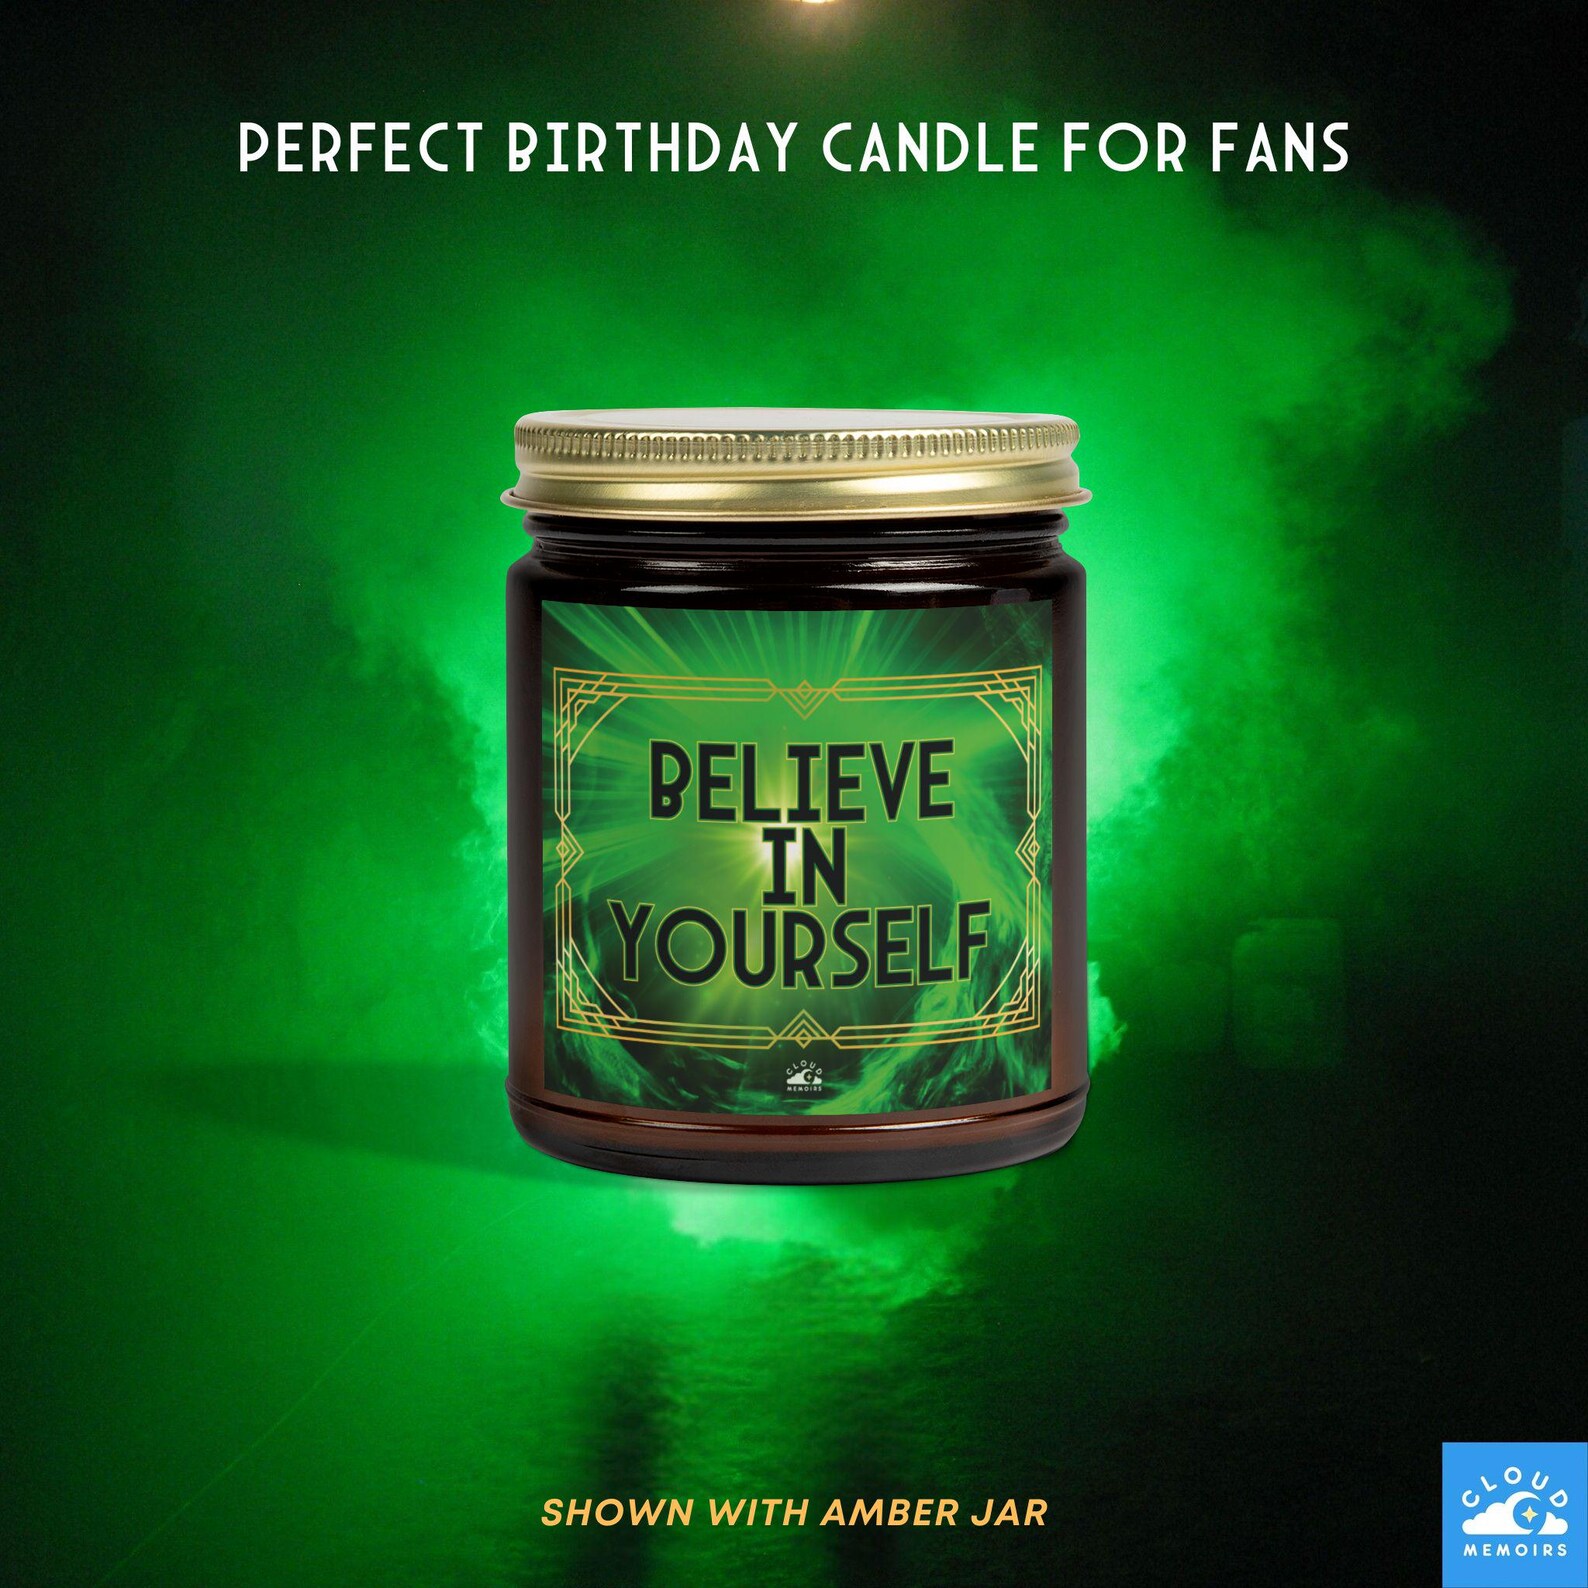 PERFECT BIRTHDAY CANDLE FOR FANS
BELIEVE
IN
YOURSELF
CLOUD
MEMOIRS
SHOWN WITH AMBER JAR
CLOUD
MEMOIRS